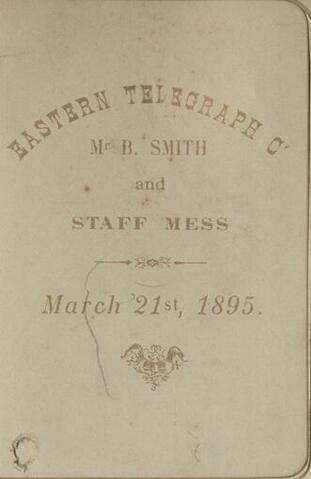 EASTERN TELEGRAPH Cº
Mr B. SMITH
and
STAFF MESS
March 21st, 1895.